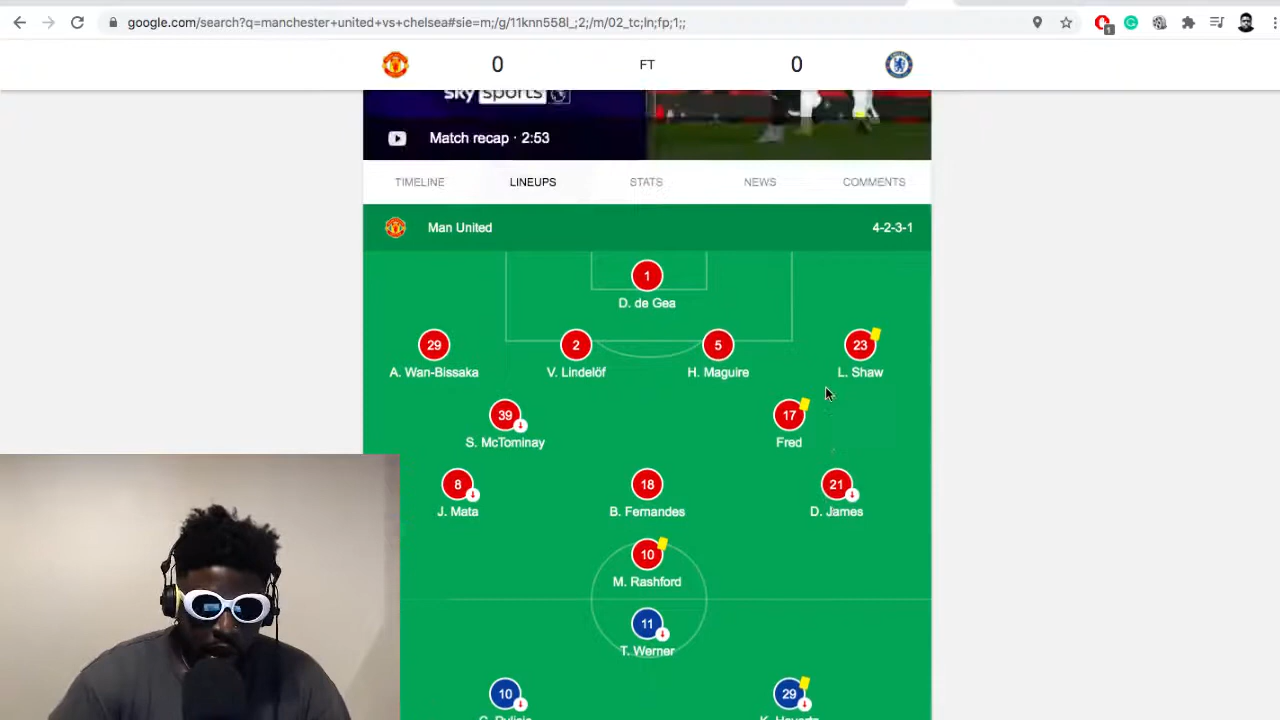 google.com/search?q=manchester+united+vs+chelsea#sie=m;/g/11knn558l_;2;/m/02_tc;ln;fp;1;;
1
0 FT 0
sky sports
Match recap · 2:53
TIMELINE LINEUPS STATS NEWS COMMENTS
Man United 4-2-3-1
1
D. de Gea
29 2 5 23
A. Wan-Bissaka V. Lindelöf H. Maguire L. Shaw
39 17
S. McTominay Fred
8 18 21
J. Mata B. Fernandes D. James
10
M. Rashford
11
T. Werner
10 29